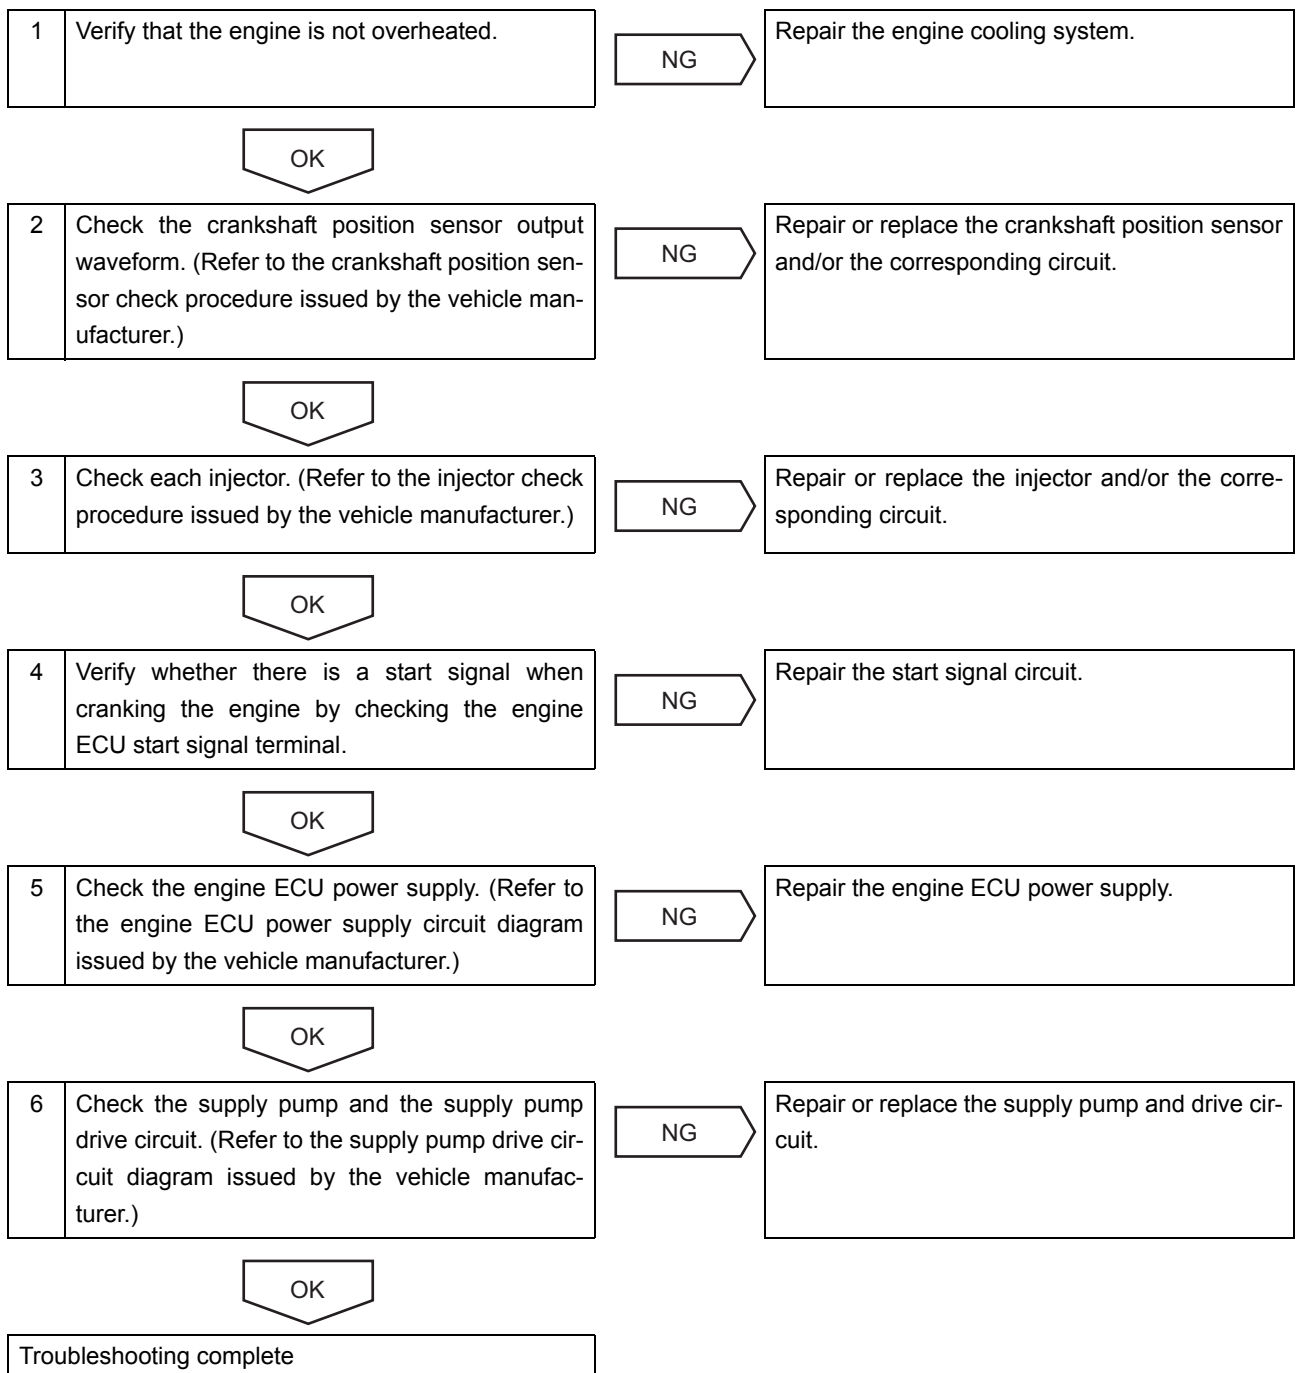 1 Verify that the engine is not overheated.
NG
Repair the engine cooling system.
OK
2 Check the crankshaft position sensor output
waveform. (Refer to the crankshaft position sen-
sor check procedure issued by the vehicle man-
ufacturer.)
NG
Repair or replace the crankshaft position sensor
and/or the corresponding circuit.
OK
3 Check each injector. (Refer to the injector check
procedure issued by the vehicle manufacturer.)
NG
Repair or replace the injector and/or the corre-
sponding circuit.
OK
4 Verify whether there is a start signal when
cranking the engine by checking the engine
ECU start signal terminal.
NG
Repair the start signal circuit.
OK
5 Check the engine ECU power supply. (Refer to
the engine ECU power supply circuit diagram
issued by the vehicle manufacturer.)
NG
Repair the engine ECU power supply.
OK
6 Check the supply pump and the supply pump
drive circuit. (Refer to the supply pump drive cir-
cuit diagram issued by the vehicle manufac-
turer.)
NG
Repair or replace the supply pump and drive cir-
cuit.
OK
Troubleshooting complete